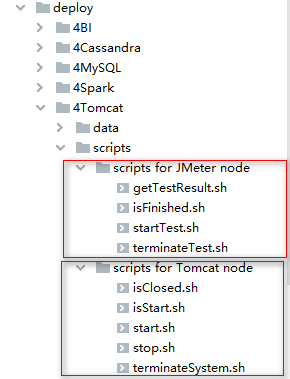 deploy
4BI
4Cassandra
4MySQL
4Spark
4Tomcat
data
scripts
scripts for JMeter node
getTestResult.sh
isFinished.sh
startTest.sh
terminateTest.sh
scripts for Tomcat node
isClosed.sh
isStart.sh
start.sh
stop.sh
terminateSystem.sh